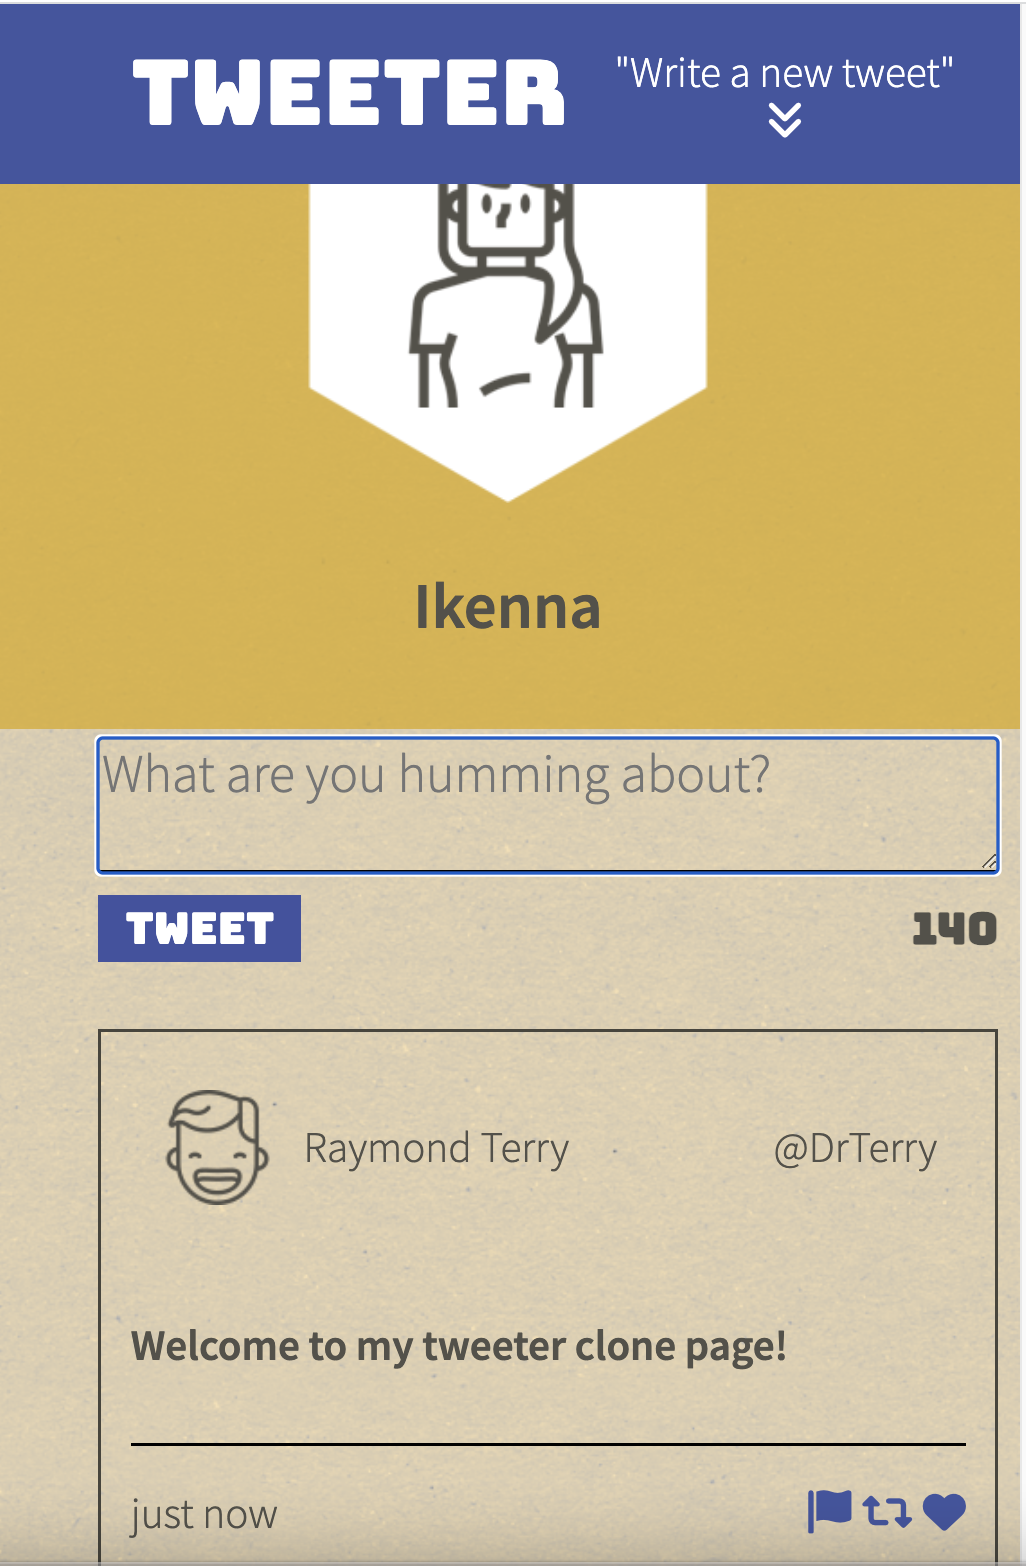 TWEETER
"Write a new tweet"
Ikenna
What are you humming about?
TWEET
140
Raymond Terry
@DrTerry
Welcome to my tweeter clone page!
just now